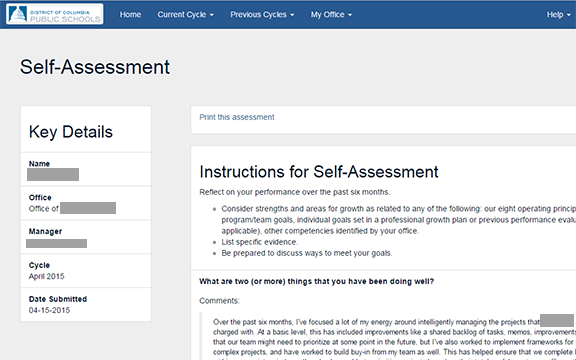 DISTRICT OF COLUMBIA
PUBLIC SCHOOLS
Home
Current Cycle
Previous Cycles
My Office
Help
Self-Assessment
Key Details
Name
Office
Office of
Manager
Cycle
April 2015
Date Submitted
04-15-2015
Print this assessment
Instructions for Self-Assessment
Reflect on your performance over the past six months.
Consider strengths and areas for growth as related to any of the following: our eight operating princip
program/team goals, individual goals set in a professional growth plan or previous performance evalu
applicable), other competencies identified by your office.
List specific evidence.
Be prepared to discuss ways to meet your goals.
What are two (or more) things that you have been doing well?
Comments:
Over the past six months, I've focused a lot of my energy around intelligently managing the projects that
charged with. At a basic level, this has included improvements like a shared backlog of tasks, memos, improvements
that our team might need to prioritize at some point in the future, but I've also worked to implement frameworks for
complex projects, and have worked to build buy-in from my team as well. This has helped ensure that we complete